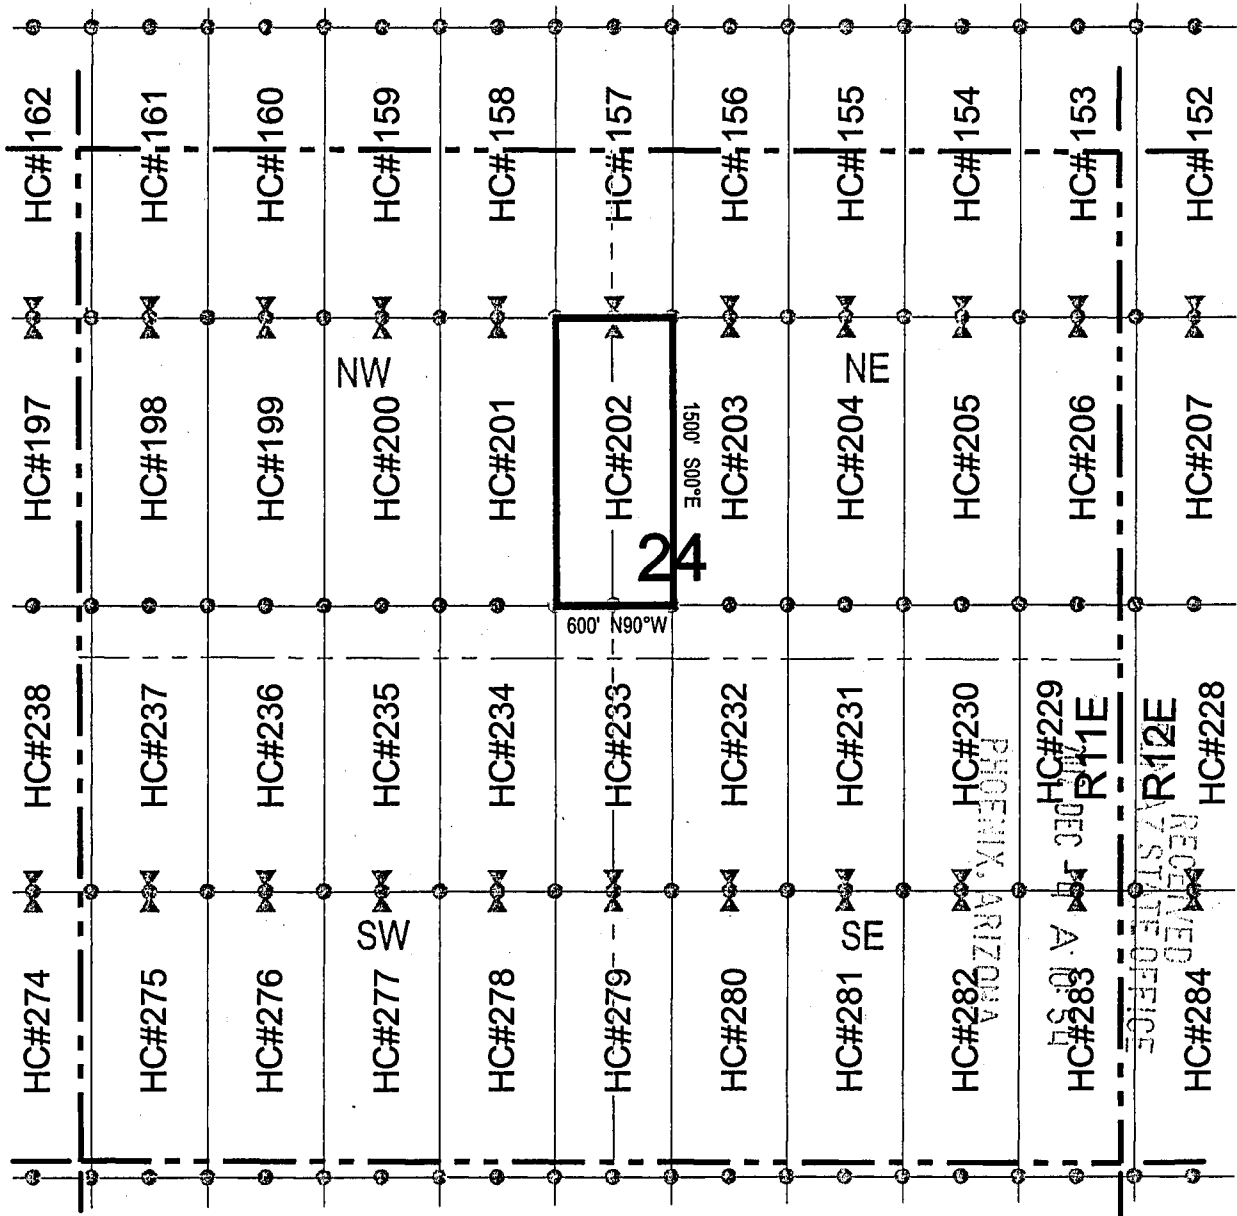 HC# 162
HC# 161
HC# 160
HC# 159
HC# 158
HC# 157
HC# 156
HC# 155
HC# 154
HC# 153
HC# 152
NW
NE
HC#197
HC#198
HC#199
HC#200
HC#201
HC#202
1500' S00°E
HC#203
HC#204
HC#205
HC#206
HC#207
24
600' N90°W
HC#238
HC#237
HC#236
HC#235
HC#234
HC#233
HC#232
HC#231
HC#230
HC#229
R11E
R12E
HC#228
SW
SE
HC#274
HC#275
HC#276
HC#277
HC#278
HC#279
HC#280
HC#281
HC#282
HC#283
HC#284
RECEIVED
AZ STATE OFFICE
DEC A 10:54
PHOENIX, ARIZONA